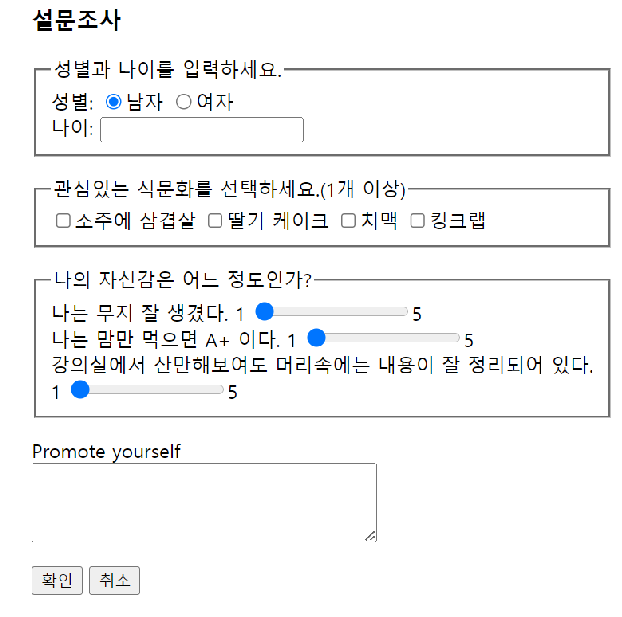 설문조사
성별과 나이를 입력하세요.
성별: 남자 여자
나이:
관심있는 식문화를 선택하세요.(1개 이상)
소주에 삼겹살 딸기 케이크 치맥 킹크랩
나의 자신감은 어느 정도인가?
나는 무지 잘 생겼다. 1 5
나는 맘만 먹으면 A+ 이다. 1 5
강의실에서 산만해보여도 머리속에는 내용이 잘 정리되어 있다.
1 5
Promote yourself
확인 취소